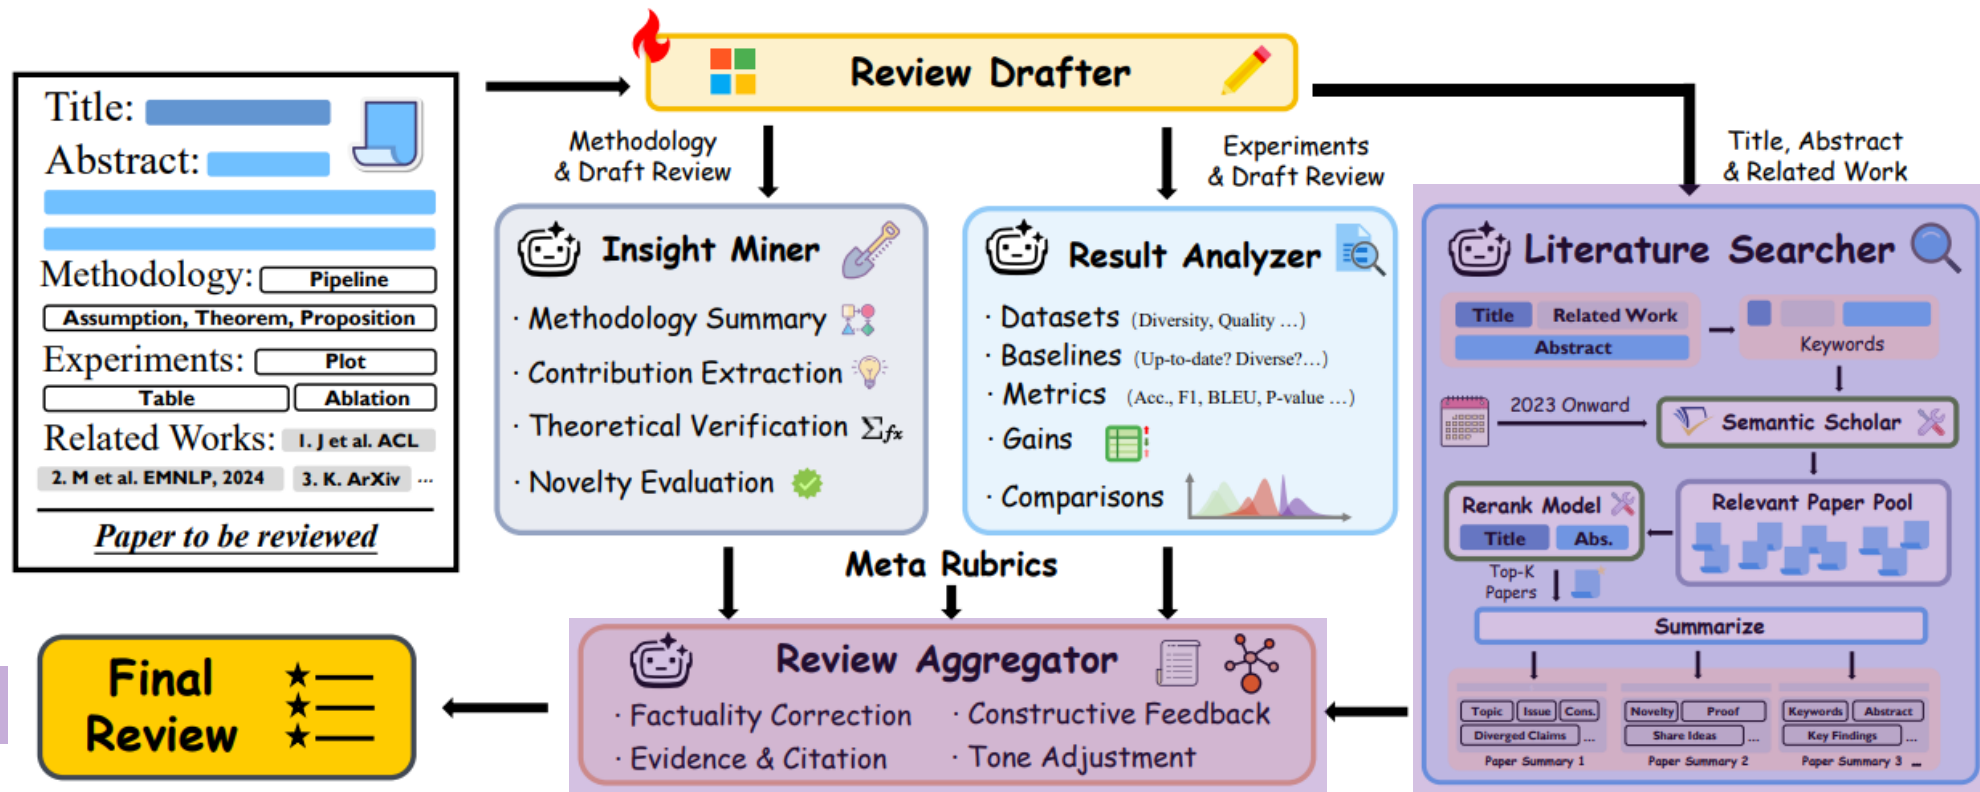 Title:
Abstract:
Methodology: Pipeline
Assumption, Theorem, Proposition
Experiments: Plot
Table Ablation
Related Works: 1. J et al. ACL
2. M et al. EMNLP, 2024 3. K. ArXiv ...
Paper to be reviewed
Review Drafter
Methodology
& Draft Review
Experiments
& Draft Review
Title, Abstract
& Related Work
Insight Miner
· Methodology Summary
· Contribution Extraction
· Theoretical Verification Σfx
· Novelty Evaluation
Result Analyzer
· Datasets (Diversity, Quality ...)
· Baselines (Up-to-date? Diverse?...)
· Metrics (Acc., F1, BLEU, P-value ...)
· Gains
· Comparisons
Literature Searcher
Title Related Work
Abstract
Keywords
2023 Onward
Semantic Scholar
Relevant Paper Pool
Rerank Model
Title Abs.
Top-K
Papers
Summarize
Topic Issue Cons.
Diverged Claims ...
Paper Summary 1
Novelty Proof
Share Ideas ...
Paper Summary 2
Keywords Abstract
Key Findings ...
Paper Summary 3 ...
Meta Rubrics
Review Aggregator
· Factuality Correction · Constructive Feedback
· Evidence & Citation · Tone Adjustment
Final
Review